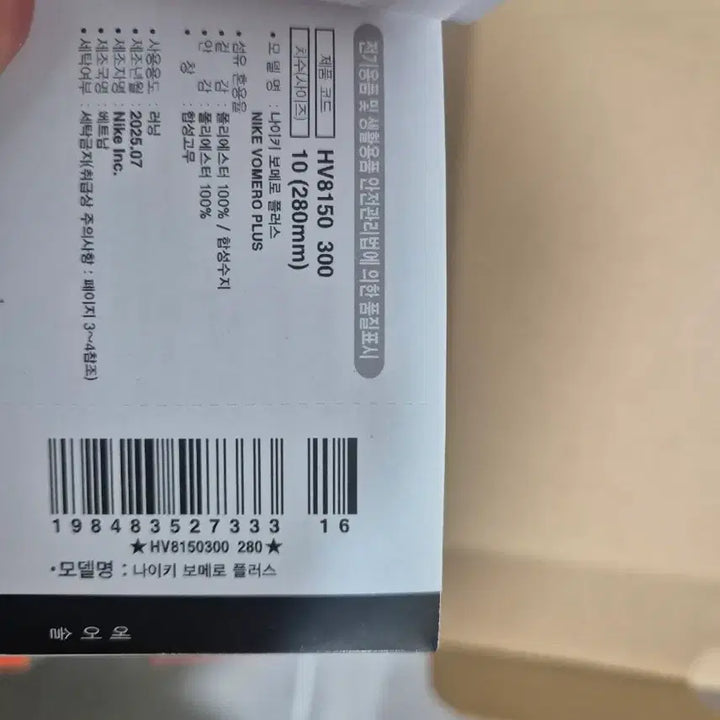 전기용품 및 생활용품 안전관리법에 의한 품질표시
제품 코드 HV8150 300
치수(사이즈) 10 (280mm)
• 모 델 명 : 나이키 보메로 플러스
NIKE VOMERO PLUS
• 섬유 혼용율
• 겉 감 : 폴리에스터 100% / 합성수지
• 안 감 : 폴리에스터 100%
• 창 : 합성고무
• 사용용도 : 러닝
• 제조년월 : 2025.07
• 제조자명 : Nike Inc.
• 제조국명 : 베트남
• 세탁여부 : 세탁금지(취급상 주의사항 : 페이지 3~4참조)
198483527333 16
★HV8150300 280★
•모델명 : 나이키 보메로 플러스
에어솔